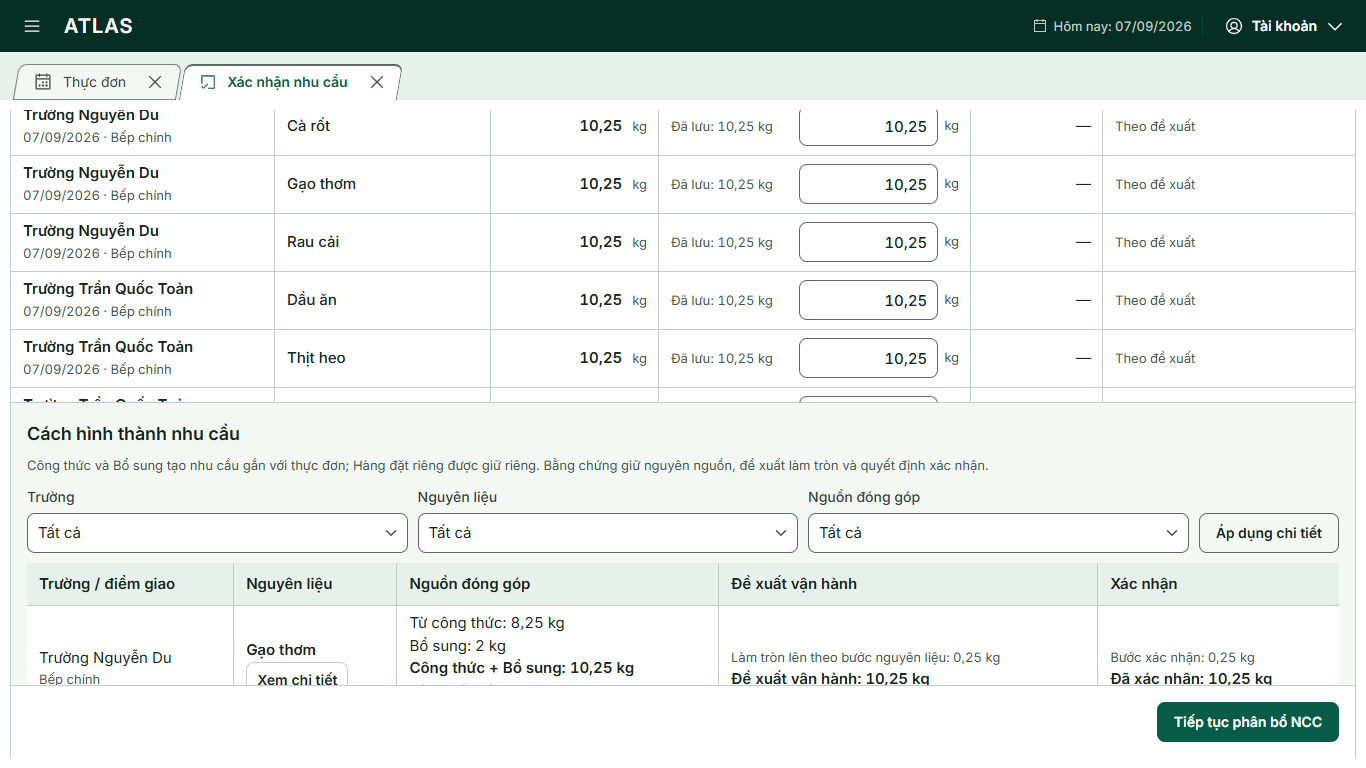 ATLAS
Hôm nay: 07/09/2026
Tài khoản
Thực đơn
Xác nhận nhu cầu
Trường Nguyễn Du
Cà rốt
10,25 kg
Đã lưu: 10,25 kg
10,25 kg
—
Theo đề xuất
07/09/2026 · Bếp chính
Trường Nguyễn Du
Gạo thơm
10,25 kg
Đã lưu: 10,25 kg
10,25 kg
—
Theo đề xuất
07/09/2026 · Bếp chính
Trường Nguyễn Du
Rau cải
10,25 kg
Đã lưu: 10,25 kg
10,25 kg
—
Theo đề xuất
07/09/2026 · Bếp chính
Trường Trần Quốc Toản
Dầu ăn
10,25 kg
Đã lưu: 10,25 kg
10,25 kg
—
Theo đề xuất
07/09/2026 · Bếp chính
Trường Trần Quốc Toản
Thịt heo
10,25 kg
Đã lưu: 10,25 kg
10,25 kg
—
Theo đề xuất
07/09/2026 · Bếp chính
Cách hình thành nhu cầu
Công thức và Bổ sung tạo nhu cầu gắn với thực đơn; Hàng đặt riêng được giữ riêng. Bằng chứng giữ nguyên nguồn, đề xuất làm tròn và quyết định xác nhận.
Trường
Nguyên liệu
Nguồn đóng góp
Tất cả
Tất cả
Tất cả
Áp dụng chi tiết
Trường / điểm giao
Nguyên liệu
Nguồn đóng góp
Đề xuất vận hành
Xác nhận
Trường Nguyễn Du
Bếp chính
Gạo thơm
Xem chi tiết
Từ công thức: 8,25 kg
Bổ sung: 2 kg
Công thức + Bổ sung: 10,25 kg
Làm tròn lên theo bước nguyên liệu: 0,25 kg
Đề xuất vận hành: 10,25 kg
Bước xác nhận: 0,25 kg
Đã xác nhận: 10,25 kg
Tiếp tục phân bổ NCC